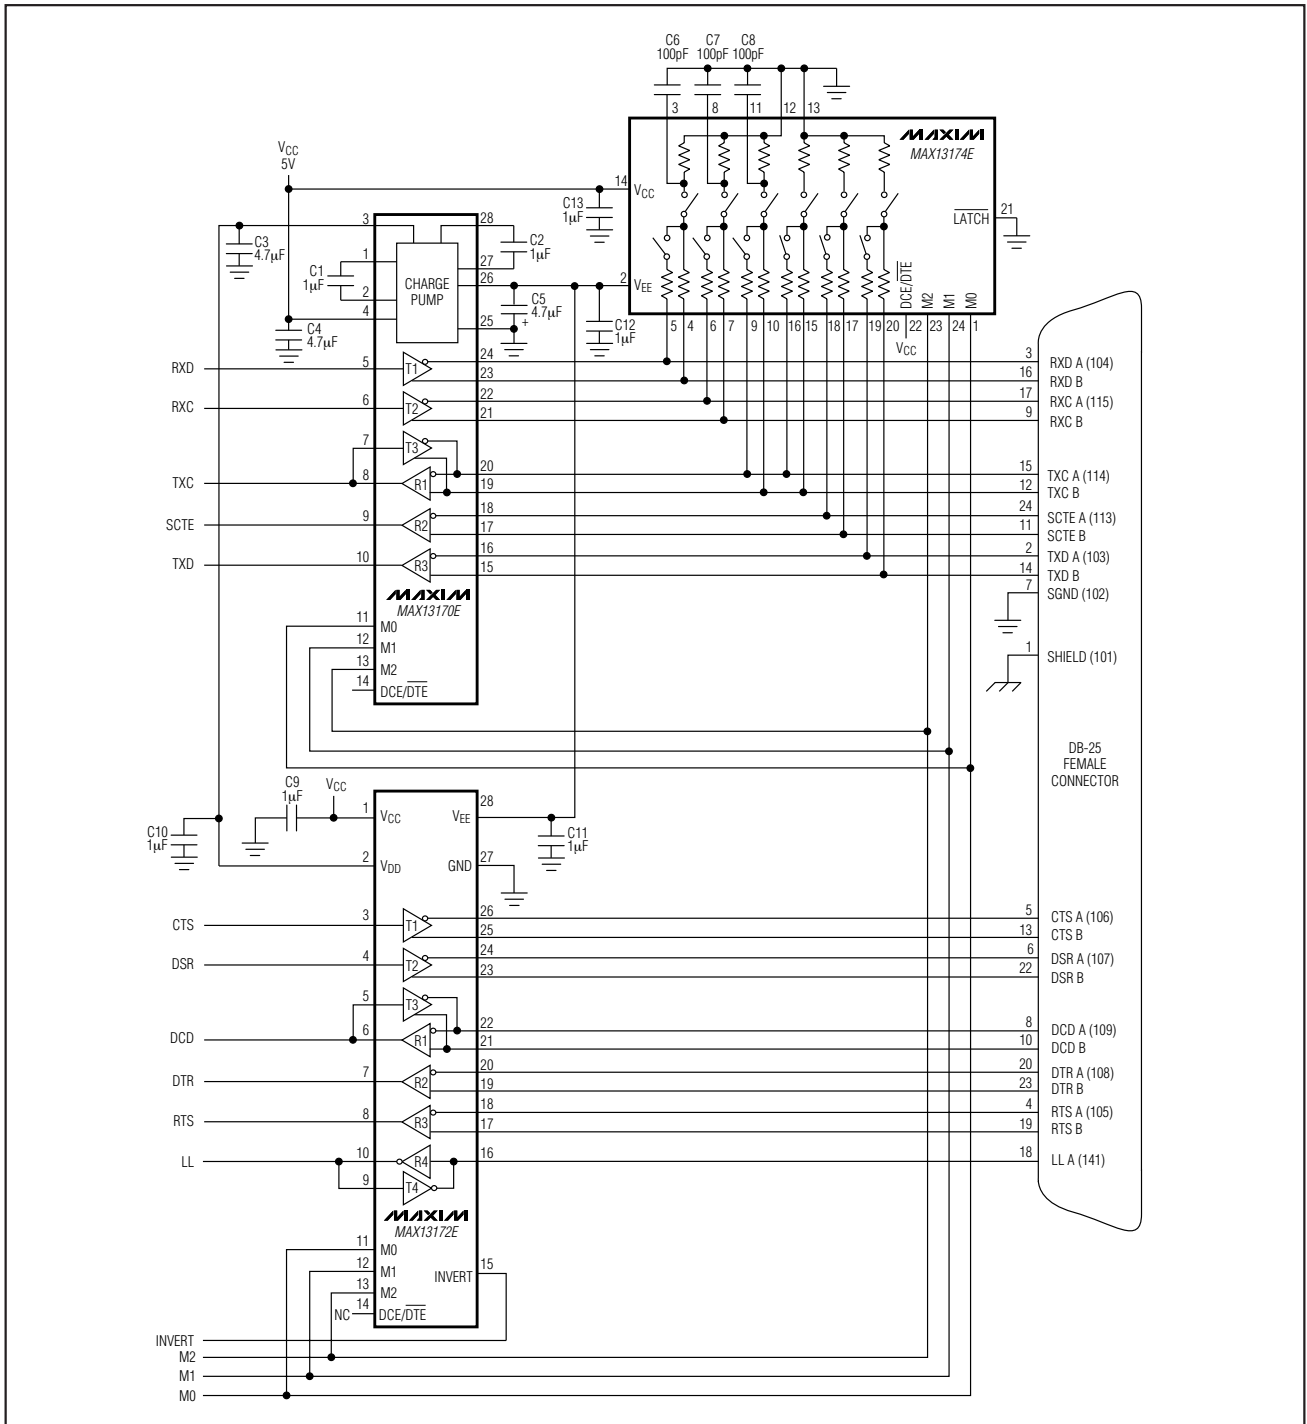 C6 C7 C8
100pF 100pF 100pF
3 8 11 12 13
MAXIM
MAX13174E
VCC
5V
14 VCC
C13
1µF
LATCH 21
3 28
C3
4.7µF
C2
1µF
1 27
C1
1µF
CHARGE
PUMP
26
2 VEE
2
C5
4.7µF
+
C12
1µF
4 25
C4
4.7µF
DCE/DTE M2 M1 M0
5 4 6 7 9 10 16 15 18 17 19 20 22 23 24 1
VCC
RXD 5 T1 24 3 RXD A (104)
23 16 RXD B
RXC 6 T2 22 17 RXC A (115)
21 9 RXC B
7 T3
TXC 8 R1 20 15 TXC A (114)
19 12 TXC B
SCTE 9 R2 18 24 SCTE A (113)
17 11 SCTE B
TXD 10 R3 16 2 TXD A (103)
15 14 TXD B
7 SGND (102)
MAXIM
MAX13170E
11 M0
12 M1
13 M2
14 DCE/DTE
1 SHIELD (101)
DB-25
FEMALE
CONNECTOR
C9
1µF
VCC
1 VCC VEE 28
C10
1µF
C11
1µF
2 VDD GND 27
CTS 3 T1 26 5 CTS A (106)
25 13 CTS B
DSR 4 T2 24 6 DSR A (107)
23 22 DSR B
5 T3
DCD 6 R1 22 8 DCD A (109)
21 10 DCD B
DTR 7 R2 20 20 DTR A (108)
19 23 DTR B
RTS 8 R3 18 4 RTS A (105)
17 19 RTS B
LL 10 R4 16 18 LL A (141)
9 T4
MAXIM
MAX13172E
11 M0
12 M1 INVERT 15
13 M2
NC 14 DCE/DTE
INVERT
M2
M1
M0